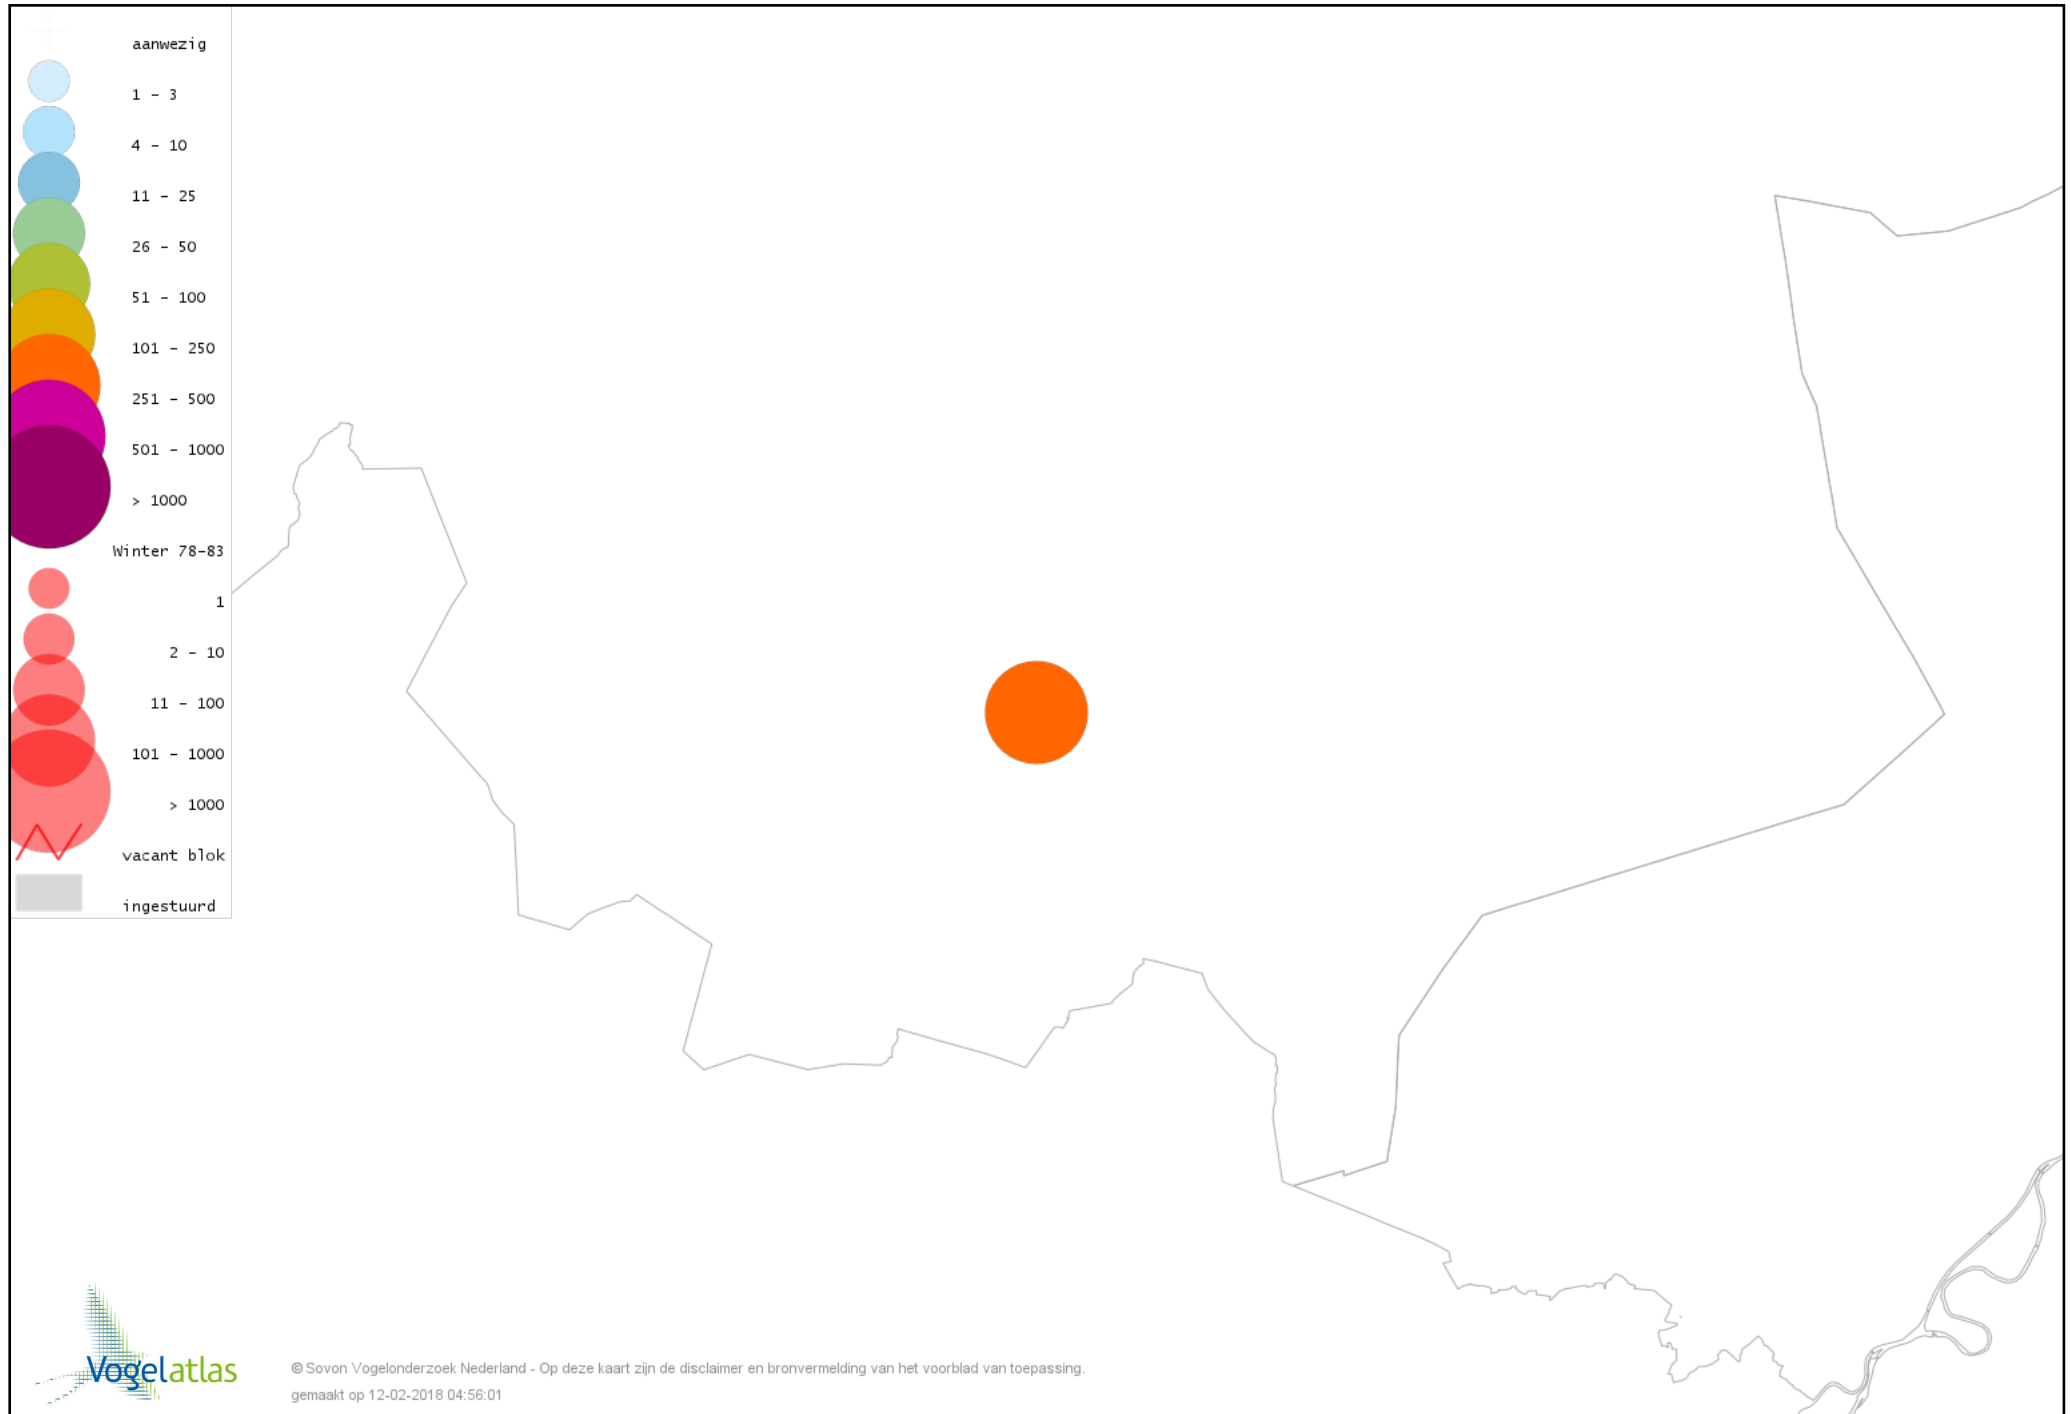 aanwezig
1 - 3
4 - 10
11 - 25
26 - 50
51 - 100
101 - 250
251 - 500
501 - 1000
> 1000
Winter 78-83
1
2 - 10
11 - 100
101 - 1000
> 1000
vacant blok
ingestuurd
Vogelatlas
© Sovon Vogelonderzoek Nederland - Op deze kaart zijn de disclaimer en bronvermelding van het voorblad van toepassing.
gemaakt op 12-02-2018 04:56:01